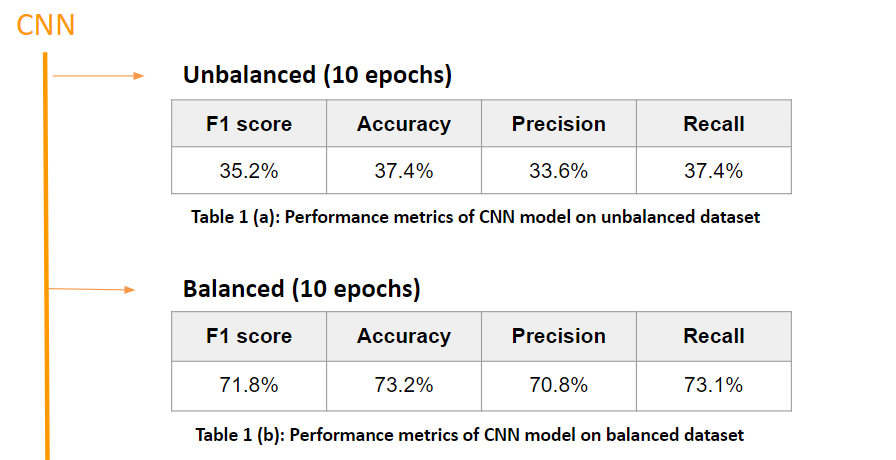 CNN
Unbalanced (10 epochs)
F1 score Accuracy Precision Recall
35.2% 37.4% 33.6% 37.4%
Table 1 (a): Performance metrics of CNN model on unbalanced dataset
Balanced (10 epochs)
F1 score Accuracy Precision Recall
71.8% 73.2% 70.8% 73.1%
Table 1 (b): Performance metrics of CNN model on balanced dataset